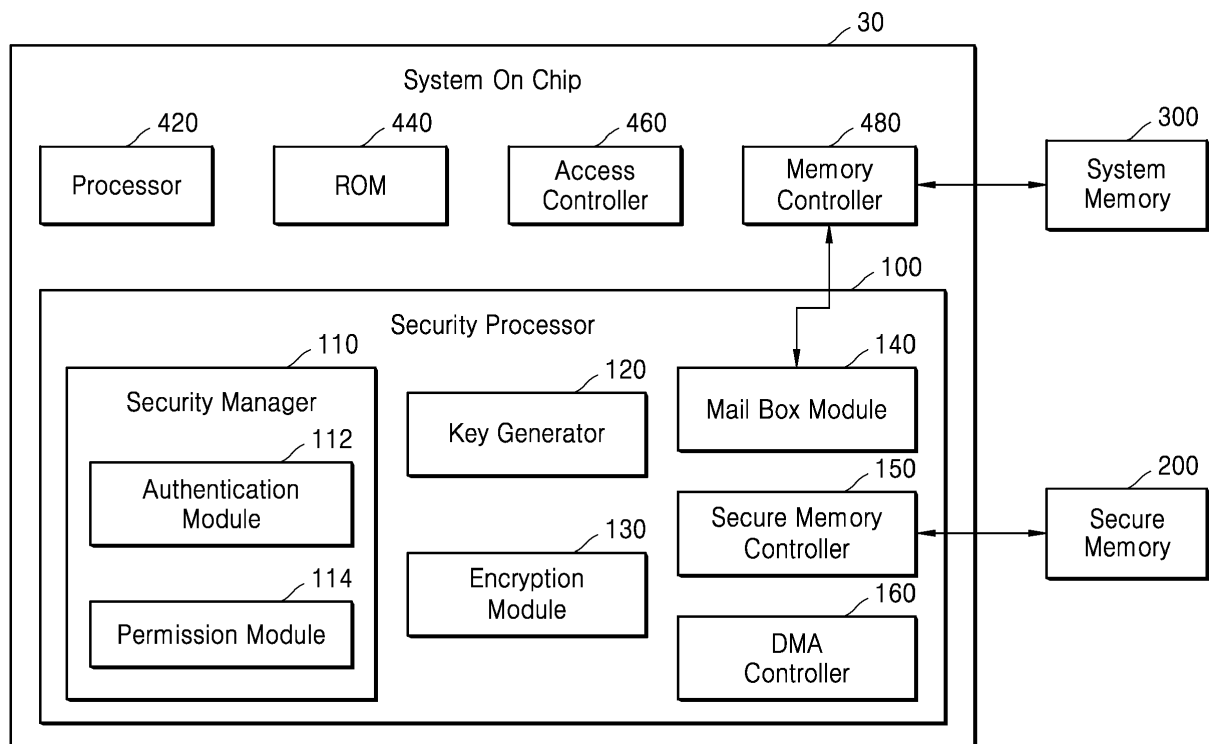 30
System On Chip
420
440
460
480
300
Processor
ROM
Access
Controller
Memory
Controller
System
Memory
100
Security Processor
110
Security Manager
112
Authentication
Module
114
Permission Module
120
Key Generator
130
Encryption
Module
140
Mail Box Module
150
Secure Memory
Controller
160
DMA
Controller
200
Secure
Memory